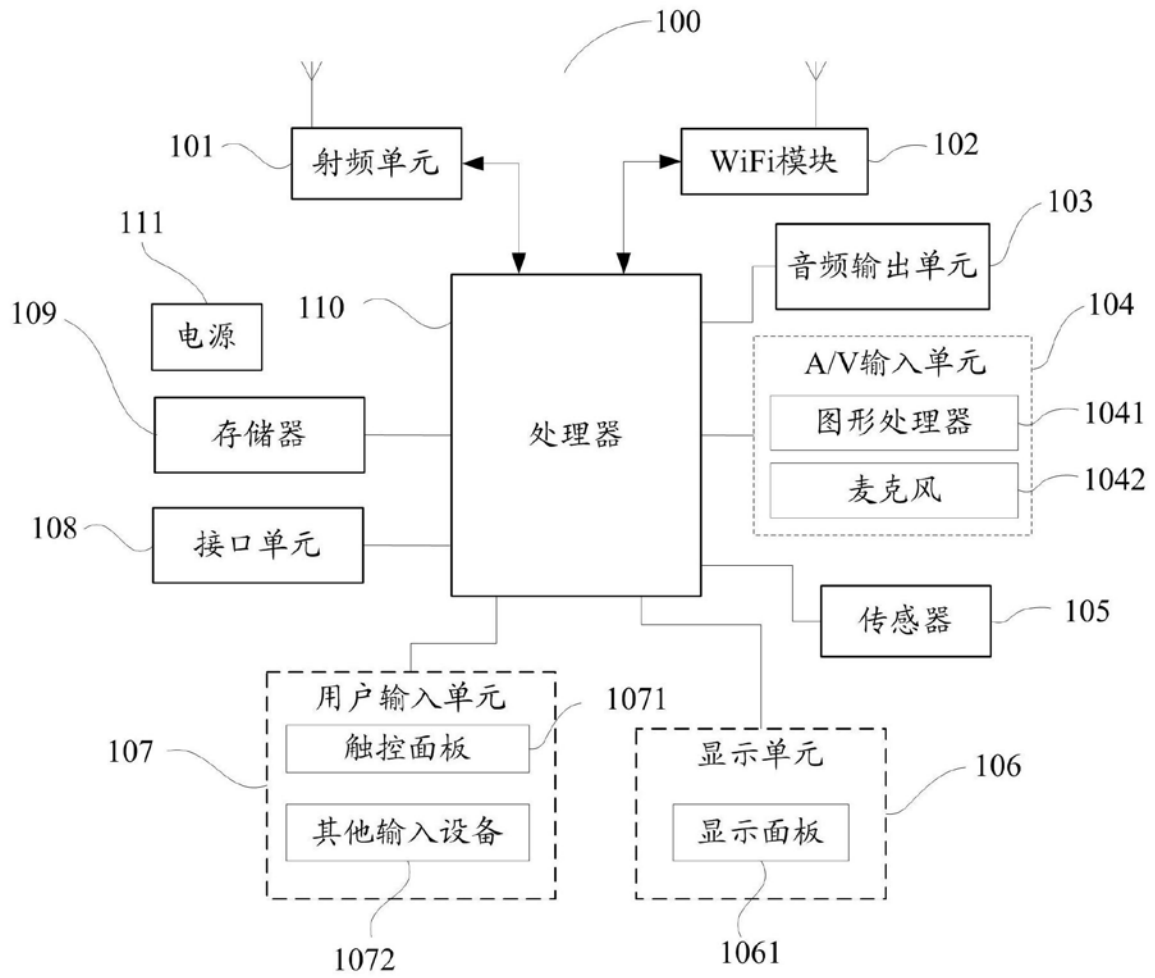 100
101
射频单元
WiFi模块
102
103
111
音频输出单元
110
109
电源
104
A/V输入单元
图形处理器
1041
存储器
处理器
麦克风
1042
108
接口单元
传感器
105
用户输入单元
1071
107
触控面板
显示单元
106
其他输入设备
显示面板
1072
1061